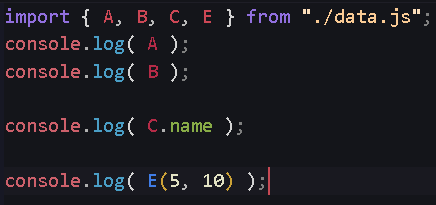 import { A, B, C, E } from "./data.js";
console.log( A );
console.log( B );
console.log( C.name );
console.log( E(5, 10) );